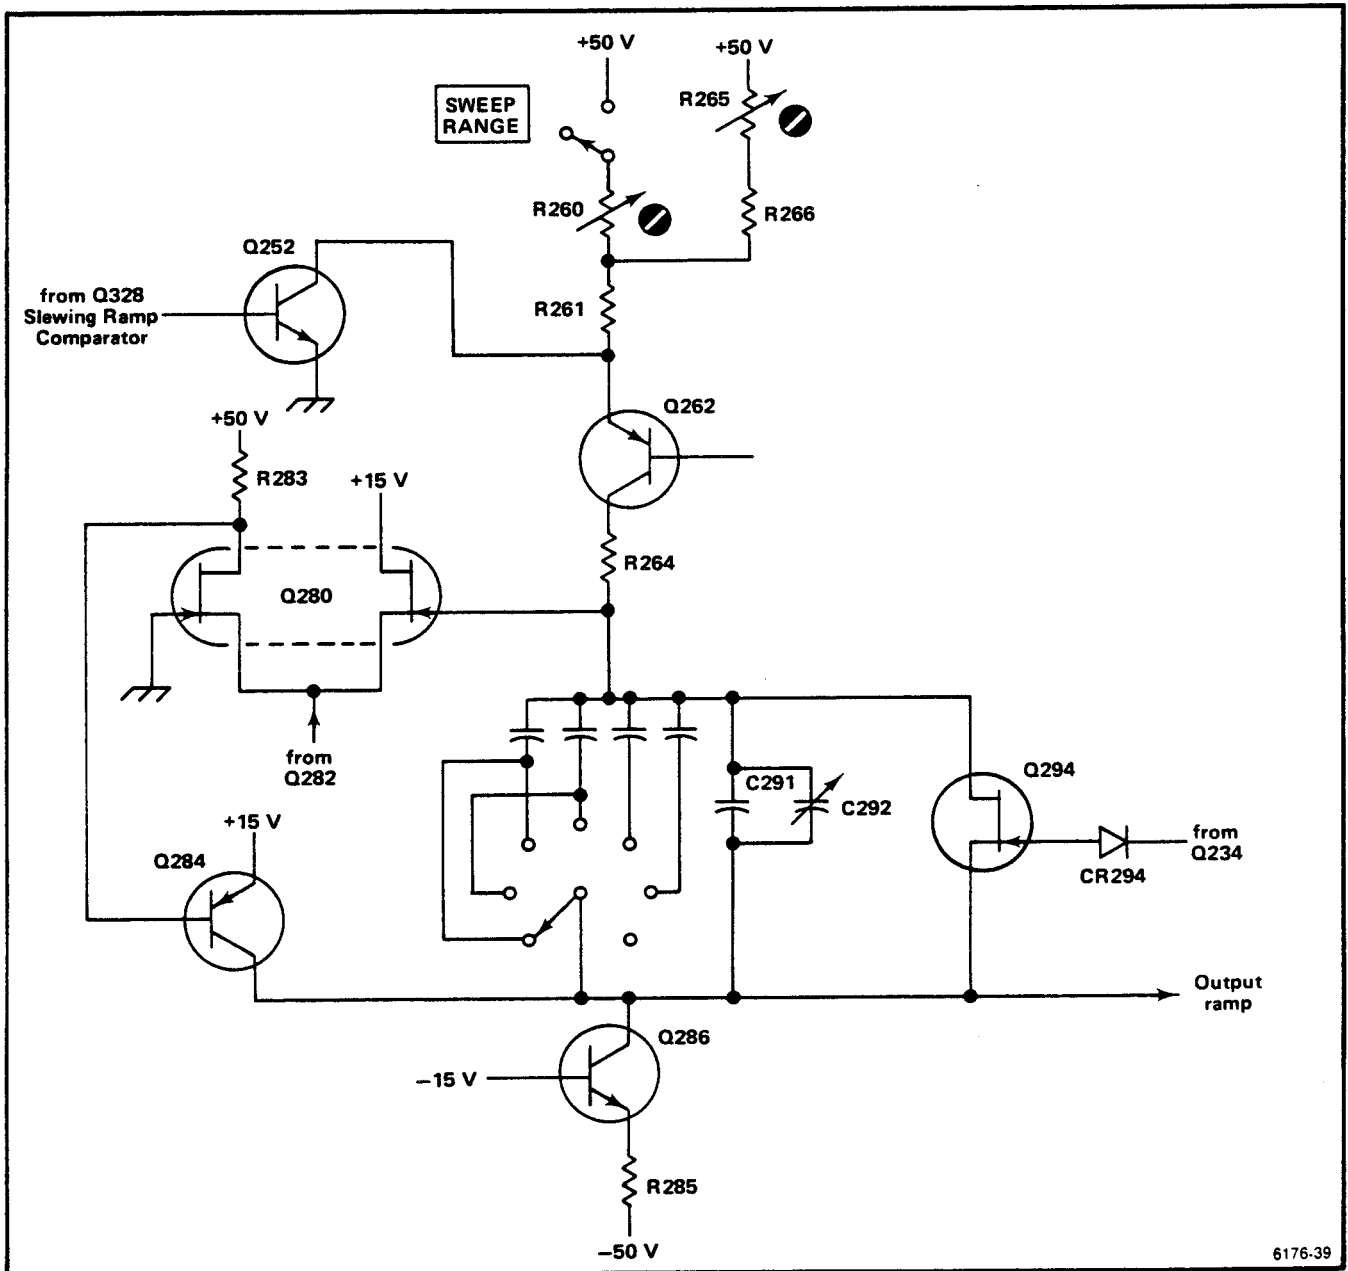 +50 V
+50 V
SWEEP
RANGE
R265
R260
R266
Q252
from Q328
Slewing Ramp
Comparator
R261
Q262
+50 V
R283
+15 V
R264
Q280
from
Q282
C291
C292
Q294
from
Q234
CR294
+15 V
Q284
Output
ramp
Q286
−15 V
R285
−50 V
6176-39